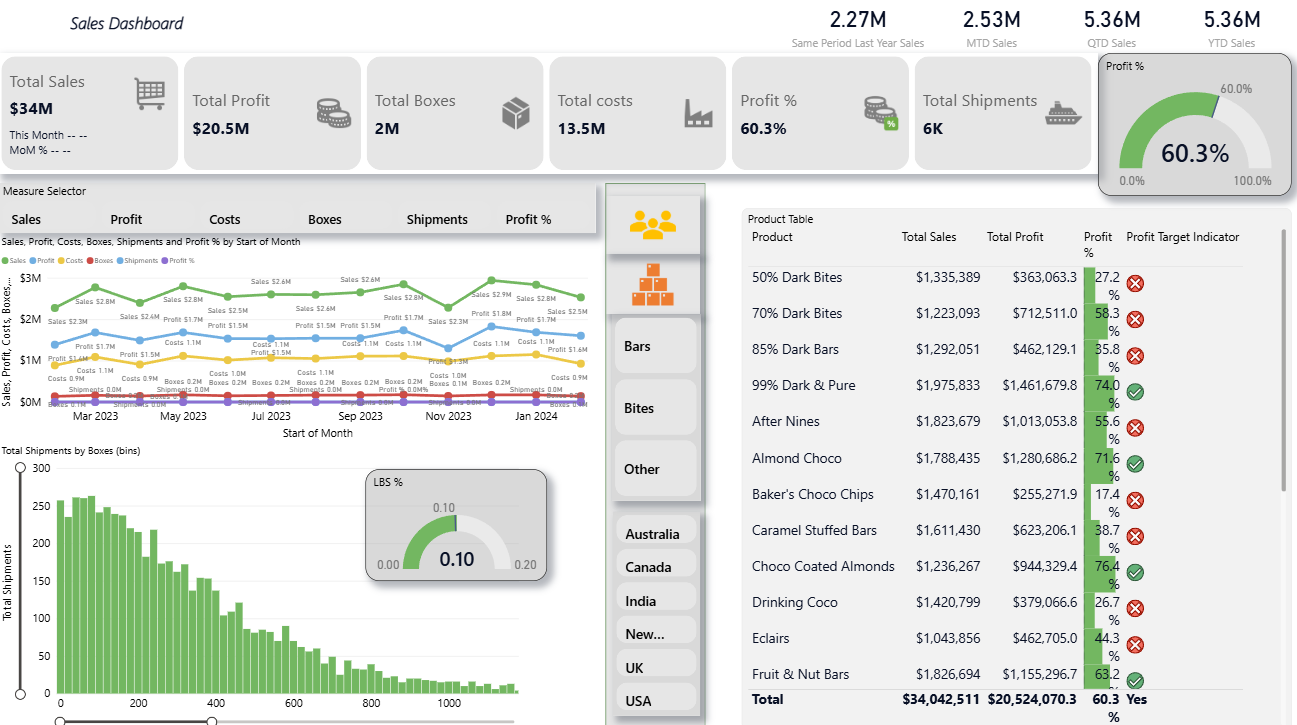 Sales Dashboard
2.27M 2.53M 5.36M 5.36M
Same Period Last Year Sales MTD Sales QTD Sales YTD Sales
Total Sales
$34M
This Month -- --
MoM % -- --
Total Profit
$20.5M
Total Boxes
2M
Total costs
13.5M
Profit %
60.3%
%
Total Shipments
6K
Profit %
60.0%
60.3%
0.0% 100.0%
Measure Selector
Sales Profit Costs Boxes Shipments Profit %
Sales, Profit, Costs, Boxes, Shipments and Profit % by Start of Month
Sales Profit Costs Boxes Shipments Profit %
Sales, Profit, Costs, Boxes,...
$3M
$2M
$1M
$0M
Sales $2.3M
Sales $2.8M
Sales $2.4M
Sales $2.8M
Sales $2.5M
Sales $2.6M
Sales $2.6M
Sales $2.6M
Sales $2.8M
Sales $2.3M
Sales $2.9M
Sales $2.8M
Sales $2.5M
Profit $1.4M
Profit $1.7M
Profit $1.5M
Profit $1.7M
Profit $1.5M
Profit $1.5M
Profit $1.5M
Profit $1.5M
Profit $1.7M
Profit $1.3M
Profit $1.8M
Profit $1.7M
Profit $1.6M
Costs 0.9M
Costs 1.1M
Costs 0.9M
Costs 1.1M
Costs 1.0M
Costs 1.1M
Costs 1.1M
Costs 1.1M
Costs 1.1M
Costs 1.0M
Costs 1.1M
Costs 1.1M
Costs 0.9M
Boxes 0.2M
Boxes 0.2M
Boxes 0.2M
Boxes 0.2M
Boxes 0.2M
Boxes 0.1M
Boxes 0.2M
Shipments 0.0M
Shipments 0.0M
Shipments 0.0M
Shipments 0.0M
Profit % 0.0M%
Mar 2023 May 2023 Jul 2023 Sep 2023 Nov 2023 Jan 2024
Start of Month
Total Shipments by Boxes (bins)
Total Shipments
300
250
200
150
100
50
0
0 200 400 600 800 1000
LBS %
0.10
0.00 0.10 0.20
Bars
Bites
Other
Australia
Canada
India
New...
UK
USA
Product Table
Product Total Sales Total Profit Profit % Profit Target Indicator
50% Dark Bites $1,335,389 $363,063.3 27.2 %
70% Dark Bites $1,223,093 $712,511.0 58.3 %
85% Dark Bars $1,292,051 $462,129.1 35.8 %
99% Dark & Pure $1,975,833 $1,461,679.8 74.0 %
After Nines $1,823,679 $1,013,053.8 55.6 %
Almond Choco $1,788,435 $1,280,686.2 71.6 %
Baker's Choco Chips $1,470,161 $255,271.9 17.4 %
Caramel Stuffed Bars $1,611,430 $623,206.1 38.7 %
Choco Coated Almonds $1,236,267 $944,329.4 76.4 %
Drinking Coco $1,420,799 $379,066.6 26.7 %
Eclairs $1,043,856 $462,705.0 44.3 %
Fruit & Nut Bars $1,826,694 $1,155,296.7 63.2
Total $34,042,511 $20,524,070.3 60.3 % Yes